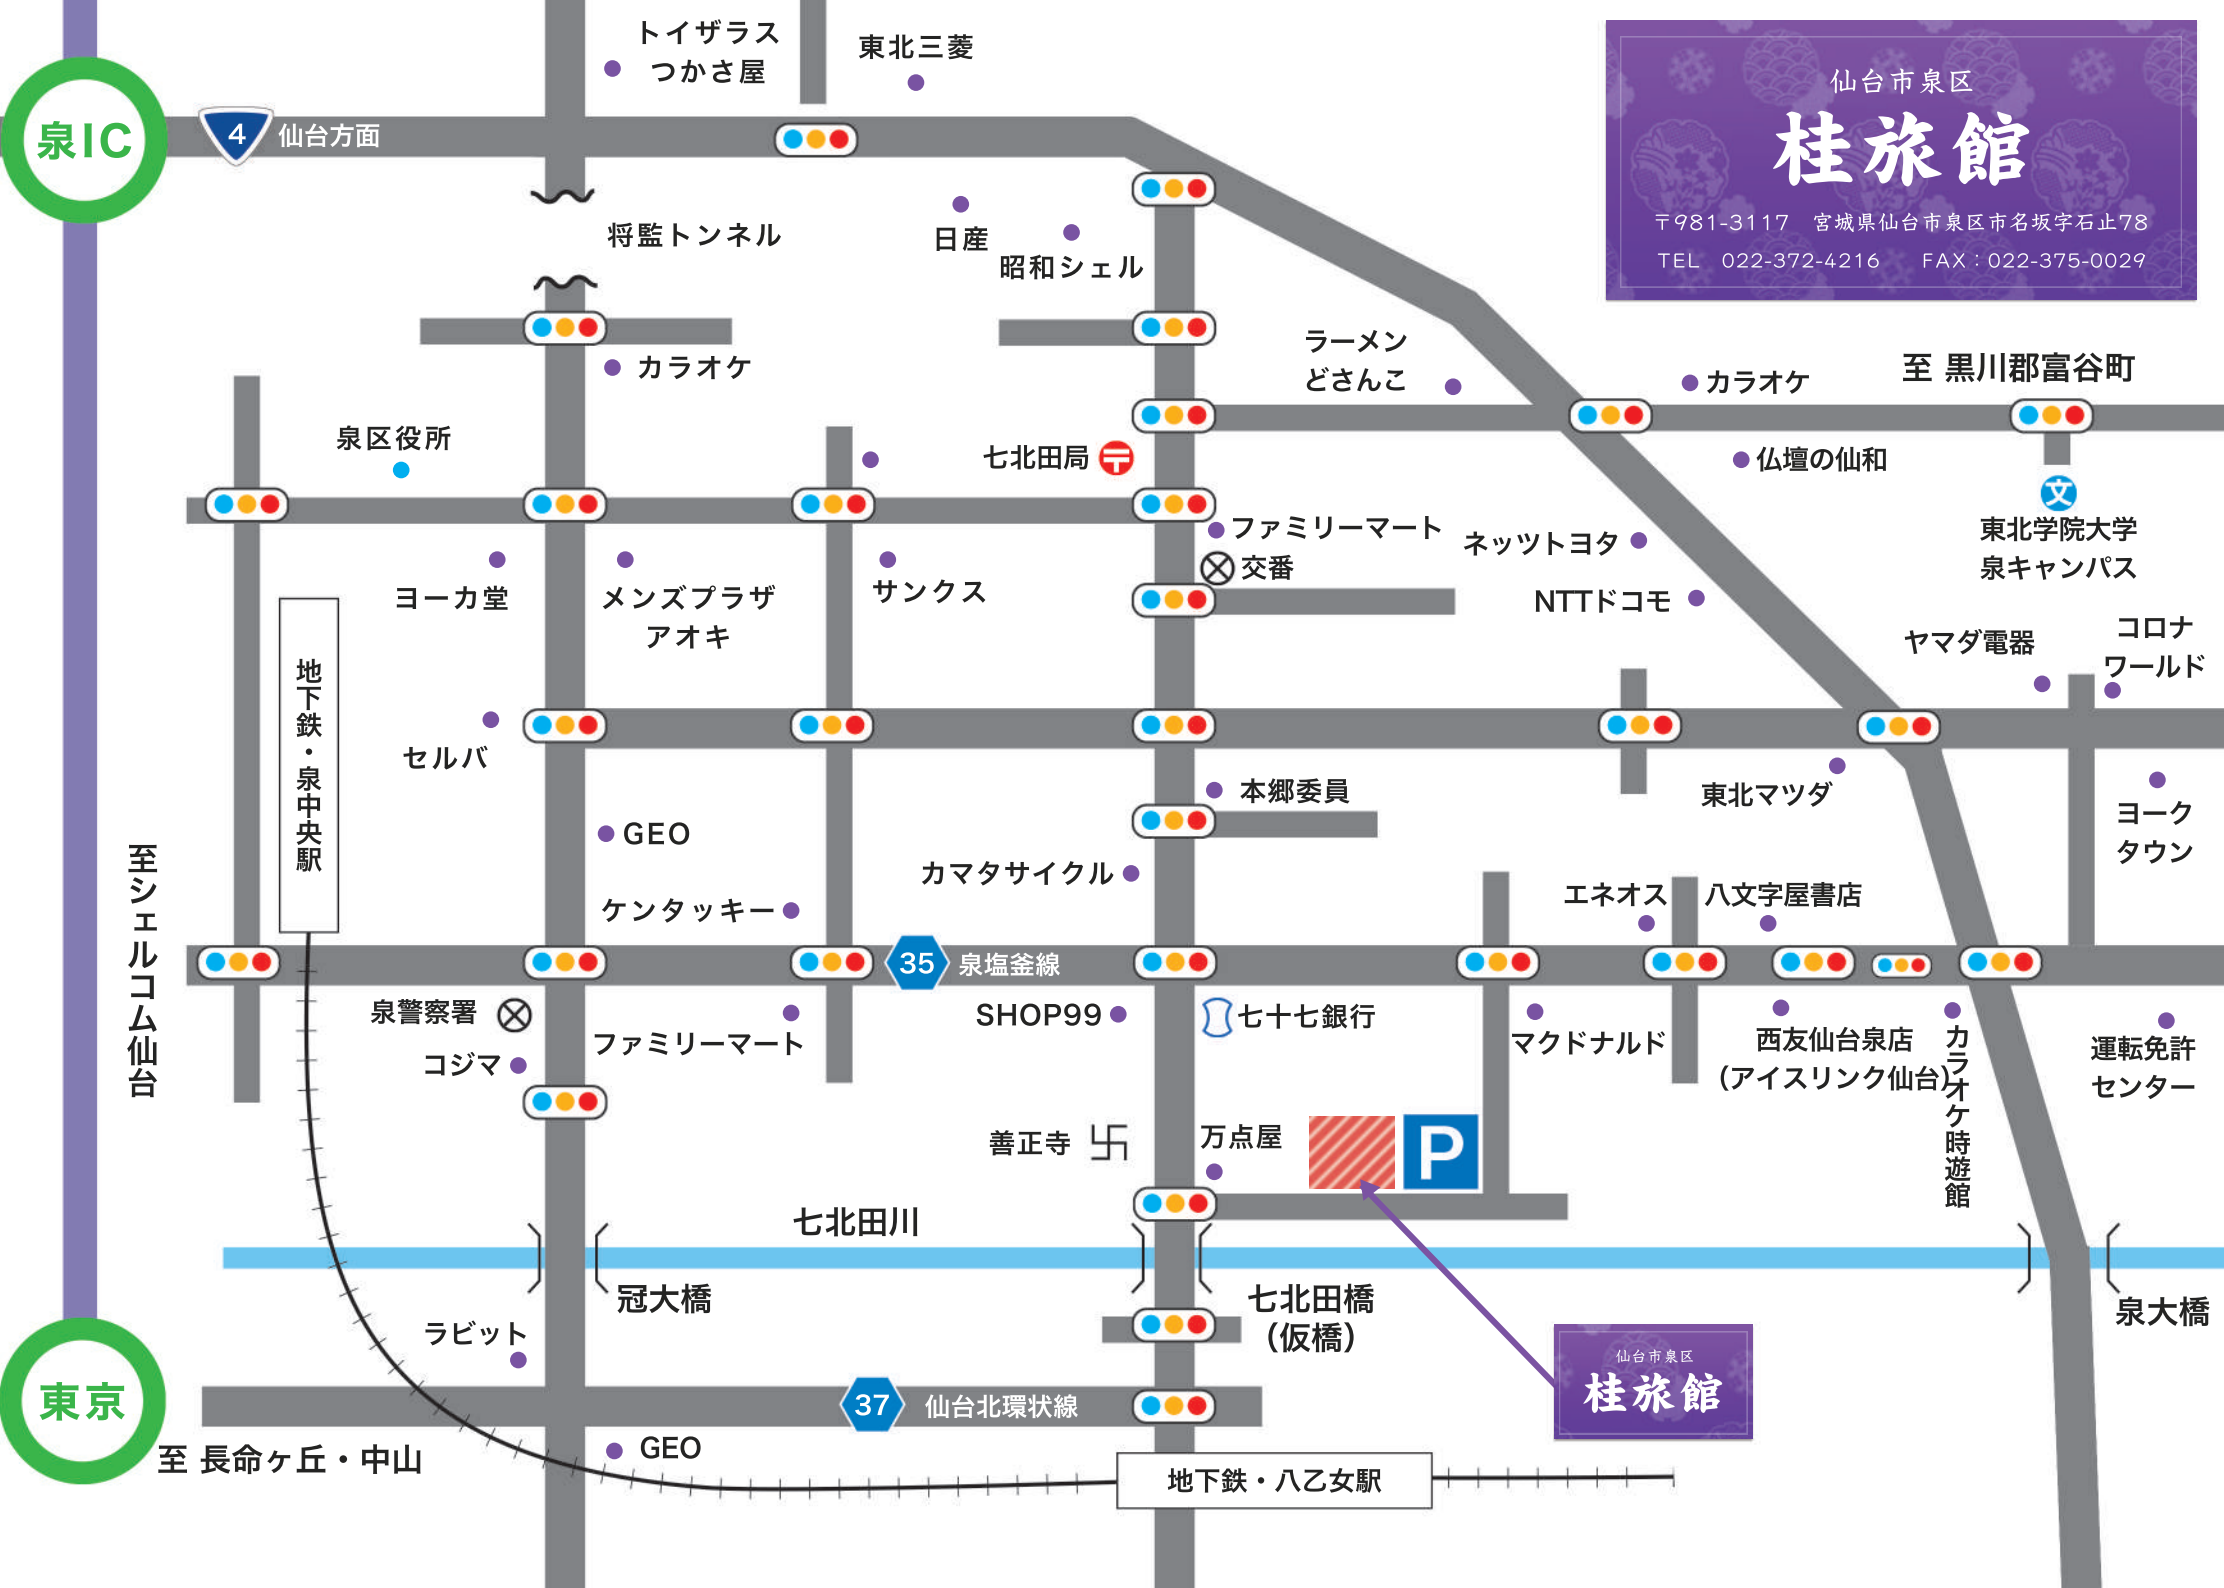 トイザラス
つかさ屋
東北三菱
仙台市泉区
桂旅館
〒981-3117 宮城県仙台市泉区市名坂字石止78
TEL 022-372-4216 FAX：022-375-0029
泉IC
4
仙台方面
将監トンネル
日産
昭和シェル
カラオケ
ラーメン
どさんこ
カラオケ
至 黒川郡富谷町
泉区役所
七北田局
仏壇の仙和
文
東北学院大学
泉キャンパス
ファミリーマート
交番
ネッツトヨタ
NTTドコモ
ヨーカ堂
メンズプラザ
アオキ
サンクス
ヤマダ電器
コロナ
ワールド
地下鉄・泉中央駅
セルバ
本郷委員
東北マツダ
ヨーク
タウン
GEO
カマタサイクル
ケンタッキー
エネオス
八文字屋書店
至シェルコム仙台
35
泉塩釜線
泉警察署
コジマ
ファミリーマート
SHOP99
七十七銀行
マクドナルド
西友仙台泉店
(アイスリンク仙台)
カラオケ時遊館
運転免許
センター
善正寺
卐
万点屋
P
七北田川
冠大橋
七北田橋
（仮橋）
泉大橋
ラビット
東京
37
仙台北環状線
仙台市泉区
桂旅館
至 長命ヶ丘・中山
GEO
地下鉄・八乙女駅